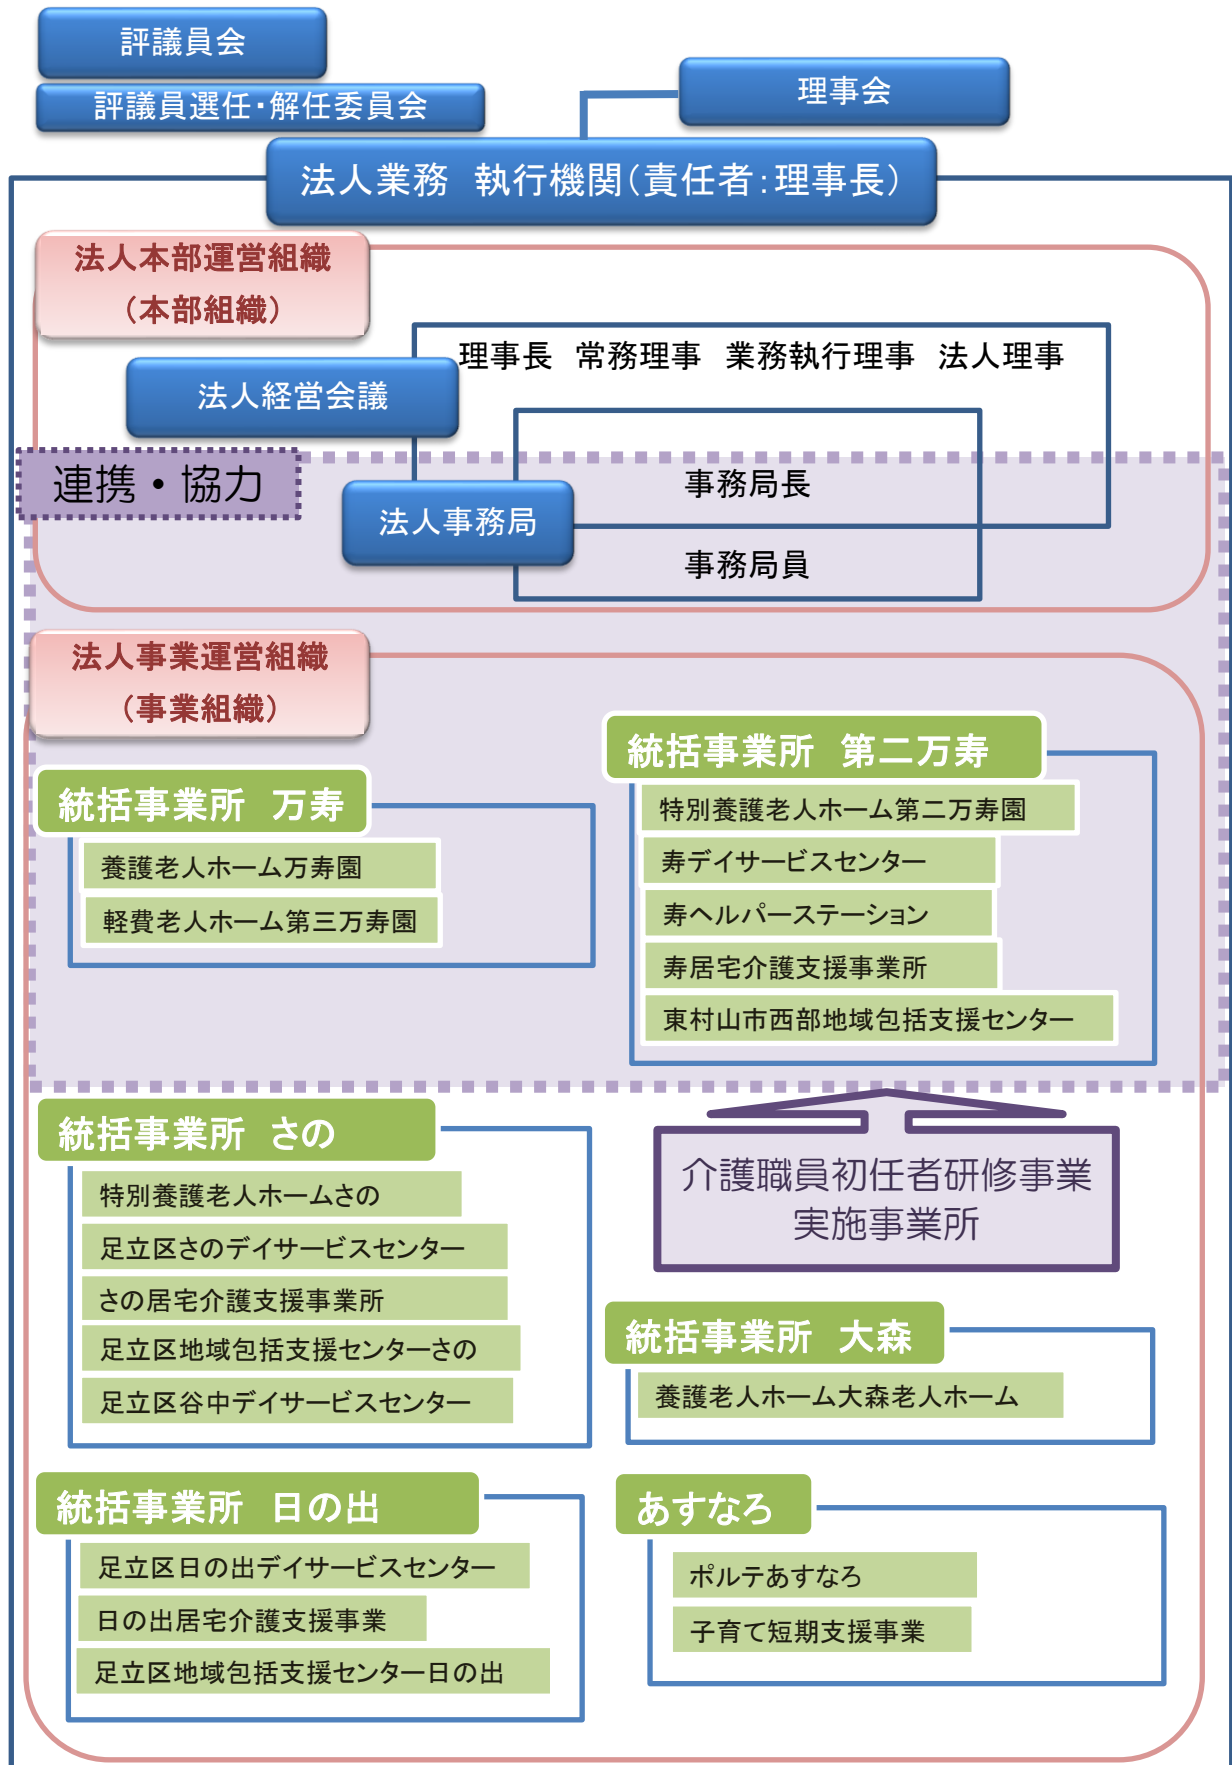 評議員会
評議員選任・解任委員会
理事会
法人業務　執行機関（責任者：理事長）
法人本部運営組織
（本部組織）
理事長　常務理事　業務執行理事　法人理事
法人経営会議
連携・協力
事務局長
法人事務局
事務局員
法人事業運営組織
（事業組織）
統括事業所　万寿
養護老人ホーム万寿園
軽費老人ホーム第三万寿園
統括事業所　第二万寿
特別養護老人ホーム第二万寿園
寿デイサービスセンター
寿ヘルパーステーション
寿居宅介護支援事業所
東村山市西部地域包括支援センター
統括事業所　さの
特別養護老人ホームさの
足立区さのデイサービスセンター
さの居宅介護支援事業所
足立区地域包括支援センターさの
足立区谷中デイサービスセンター
介護職員初任者研修事業
実施事業所
統括事業所　大森
養護老人ホーム大森老人ホーム
統括事業所　日の出
足立区日の出デイサービスセンター
日の出居宅介護支援事業
足立区地域包括支援センター日の出
あすなろ
ポルテあすなろ
子育て短期支援事業